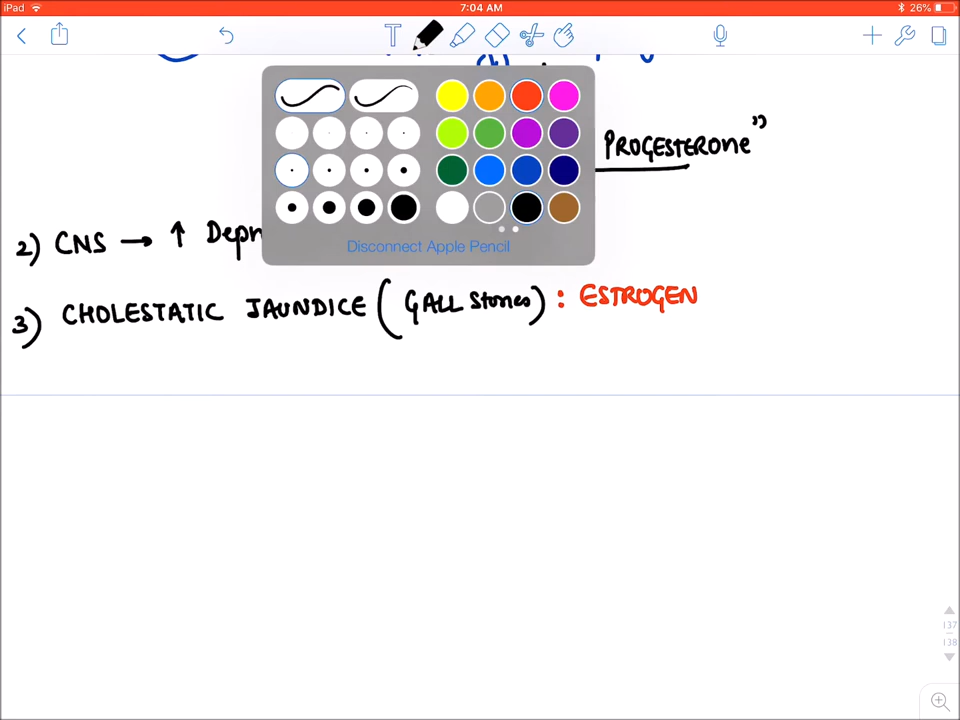 iPad 7:04 AM 26%
T
PROGESTERONE”
2) CNS → ↑ Depr
Disconnect Apple Pencil
3) CHOLESTATIC JAUNDICE (GALL Stones) : ESTROGEN
137
138